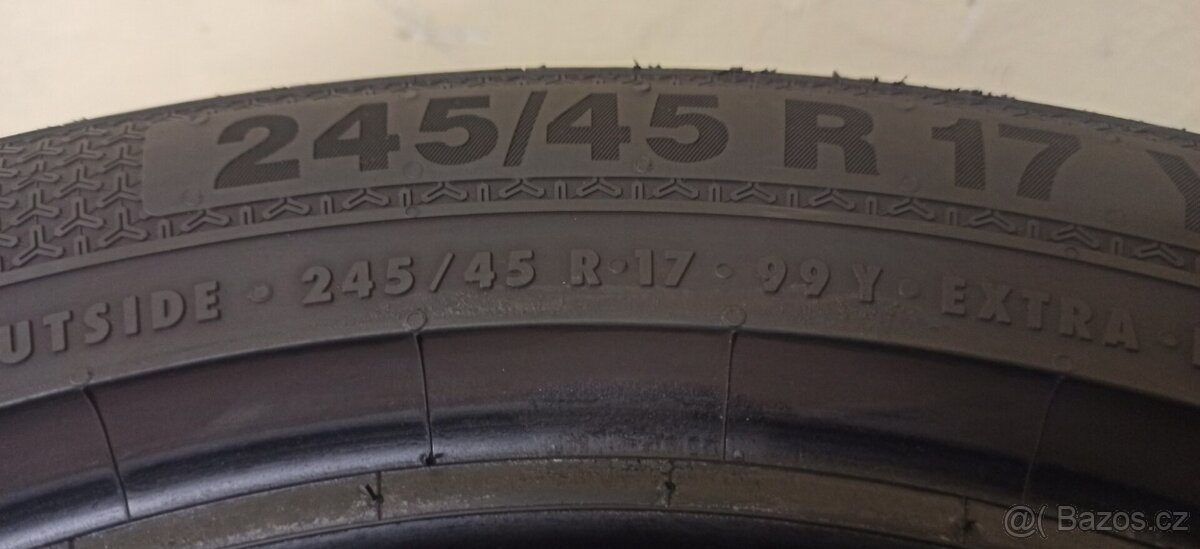 245/45 R 17 Y
UTSIDE · 245/45 R·17 · 99 Y · EXTRA ·
@( Bazos.cz